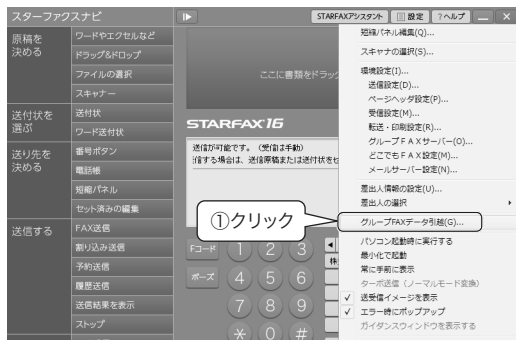 スターファクスナビ
STARFAXアシスタント
設定
?ヘルプ
原稿を
決める
ワードやエクセルなど
ドラッグ&ドロップ
ファイルの選択
スキャナー
送付状を
選ぶ
送付状
ワード送付状
送り先を
決める
番号ボタン
電話帳
短縮パネル
セット済みの編集
送信する
FAX送信
割り込み送信
予約送信
履歴送信
送信結果を表示
ストップ
ここに書類をドラッグ
STARFAX16
送信が可能です。（受信は手動）
信する場合は、送信原稿または送付状をセ
①クリック
Fコード
1 2 3
ポーズ
4 5 6
7 8 9
* 0 #
株
短縮パネル編集(Q)...
スキャナの選択(S)...
環境設定(I)...
送信設定(D)...
ページヘッダ設定(P)...
受信設定(M)...
転送・印刷設定(R)...
グループＦＡＸサーバー(O)...
どこでもＦＡＸ設定(M)...
メールサーバー設定(N)...
差出人情報の設定(U)...
差出人の選択
グループFAXデータ引越(G)...
パソコン起動時に実行する
最小化で起動
常に手前に表示
ターボ送信（ノーマルモード変換）
✓ 送受信イメージを表示
✓ エラー時にポップアップ
ガイダンスウィンドウを表示する